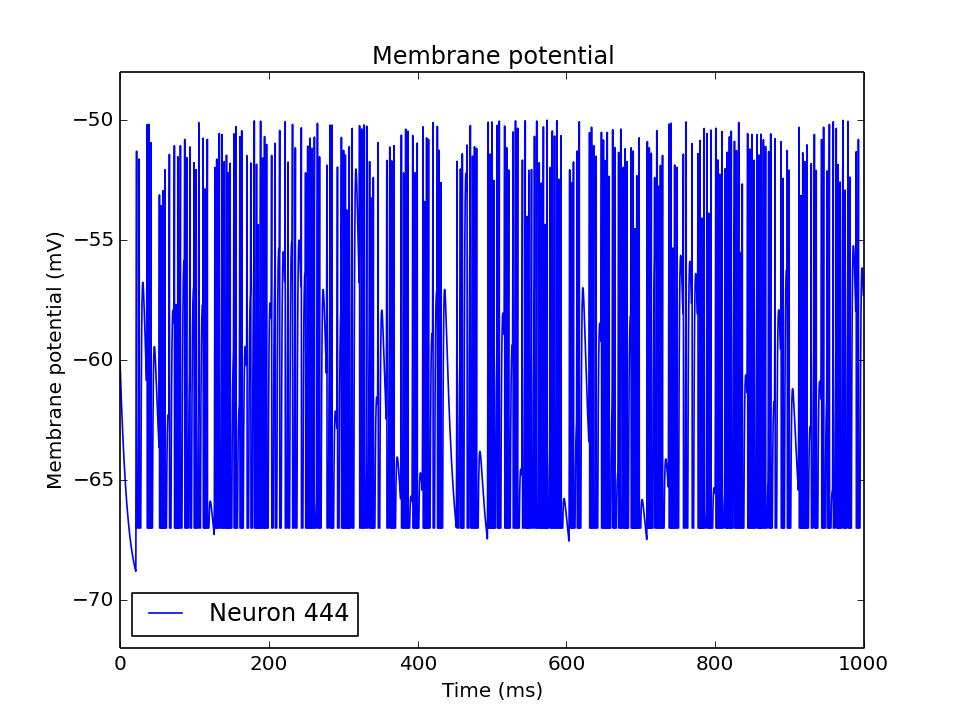 Membrane potential
−50
−55
−60
−65
−70
Membrane potential (mV)
Neuron 444
0 200 400 600 800 1000
Time (ms)